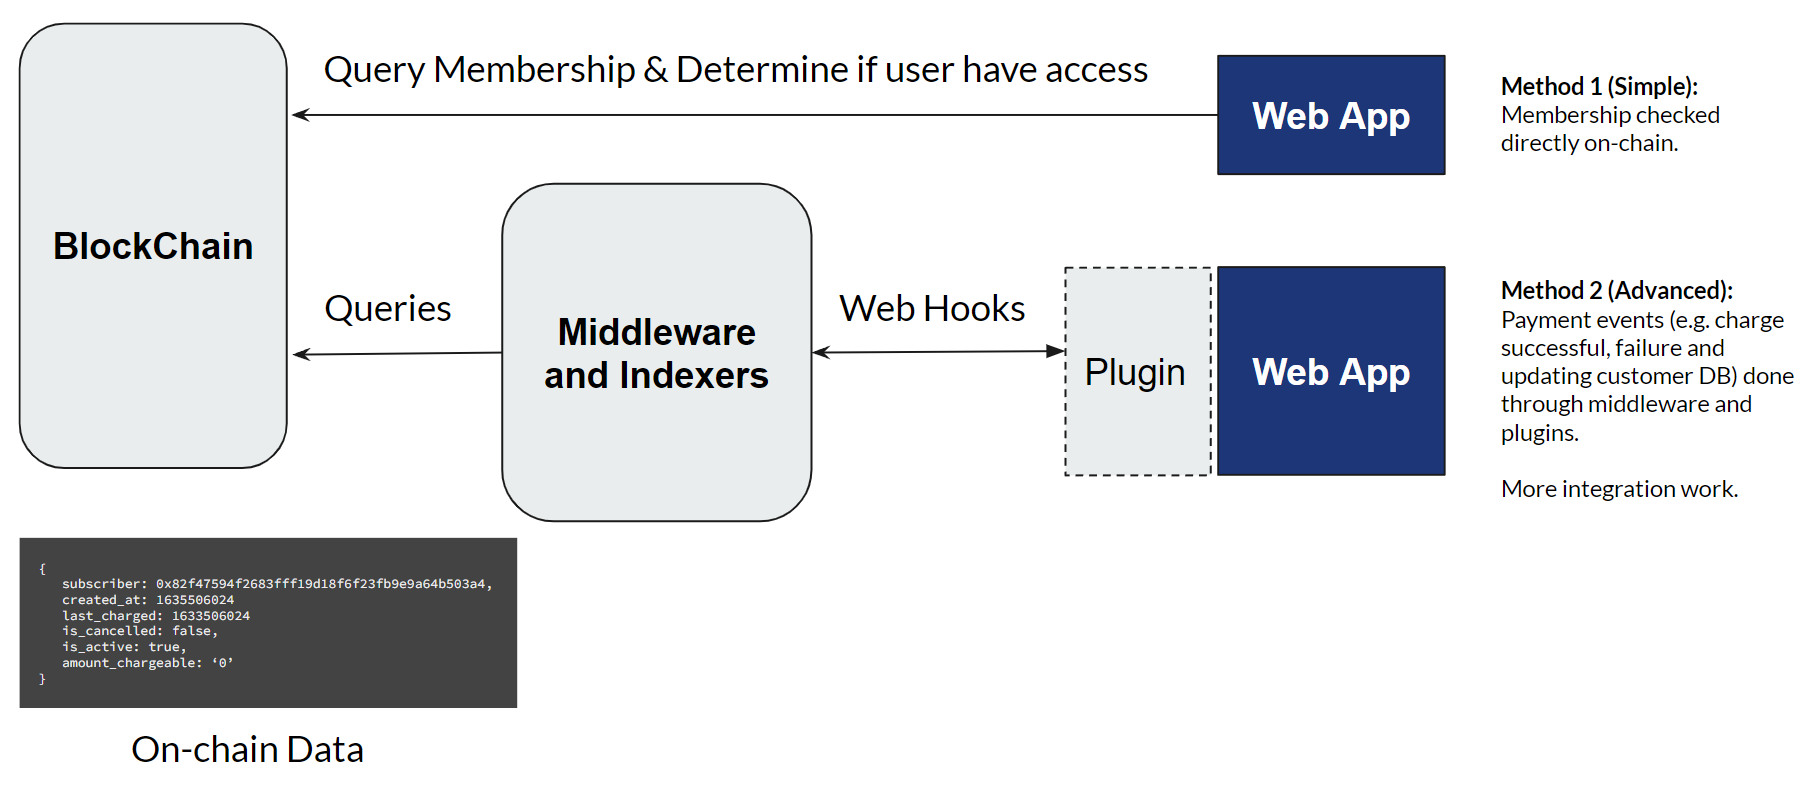 Query Membership & Determine if user have access
Web App
Method 1 (Simple):
Membership checked
directly on-chain.
BlockChain
Queries
Middleware
and Indexers
Web Hooks
Plugin
Web App
Method 2 (Advanced):
Payment events (e.g. charge
successful, failure and
updating customer DB) done
through middleware and
plugins.
More integration work.
{
subscriber: 0x82f47594f2683fff19d18f6f23fb9e9a64b503a4,
created_at: 1635506024
last_charged: 1633506024
is_cancelled: false,
is_active: true,
amount_chargeable: ‘0’
}
On-chain Data